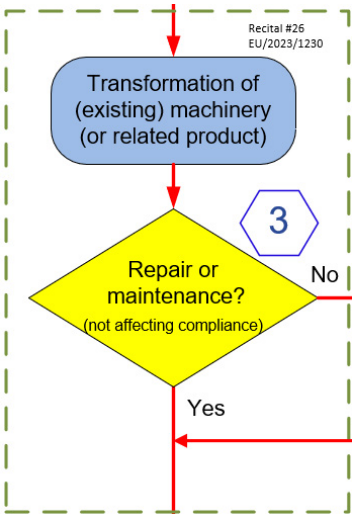 Recital #26
EU/2023/1230
Transformation of
(existing) machinery
(or related product)
3
Repair or
maintenance?
(not affecting compliance)
No
Yes